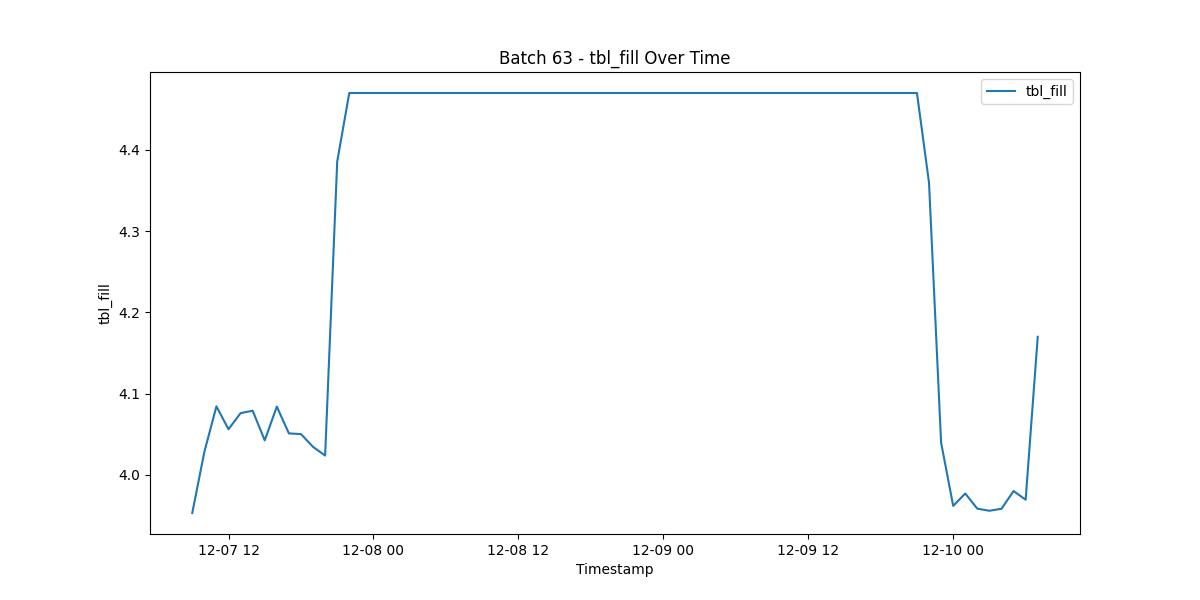 Batch 63 - tbl_fill Over Time
tbl_fill
4.4
4.3
4.2
4.1
4.0
tbl_fill
12-07 12
12-08 00
12-08 12
12-09 00
12-09 12
12-10 00
Timestamp